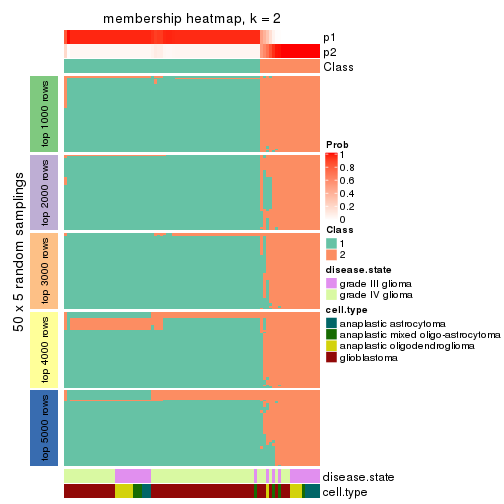 membership heatmap, k = 2
p1
p2
Class
50 x 5 random samplings
top 1000 rows
top 2000 rows
top 3000 rows
top 4000 rows
top 5000 rows
Prob
1
0.8
0.6
0.4
0.2
0
Class
1
2
disease.state
grade III glioma
grade IV glioma
cell.type
anaplastic astrocytoma
anaplastic mixed oligo-astrocytoma
anaplastic oligodendroglioma
glioblastoma
disease.state
cell.type